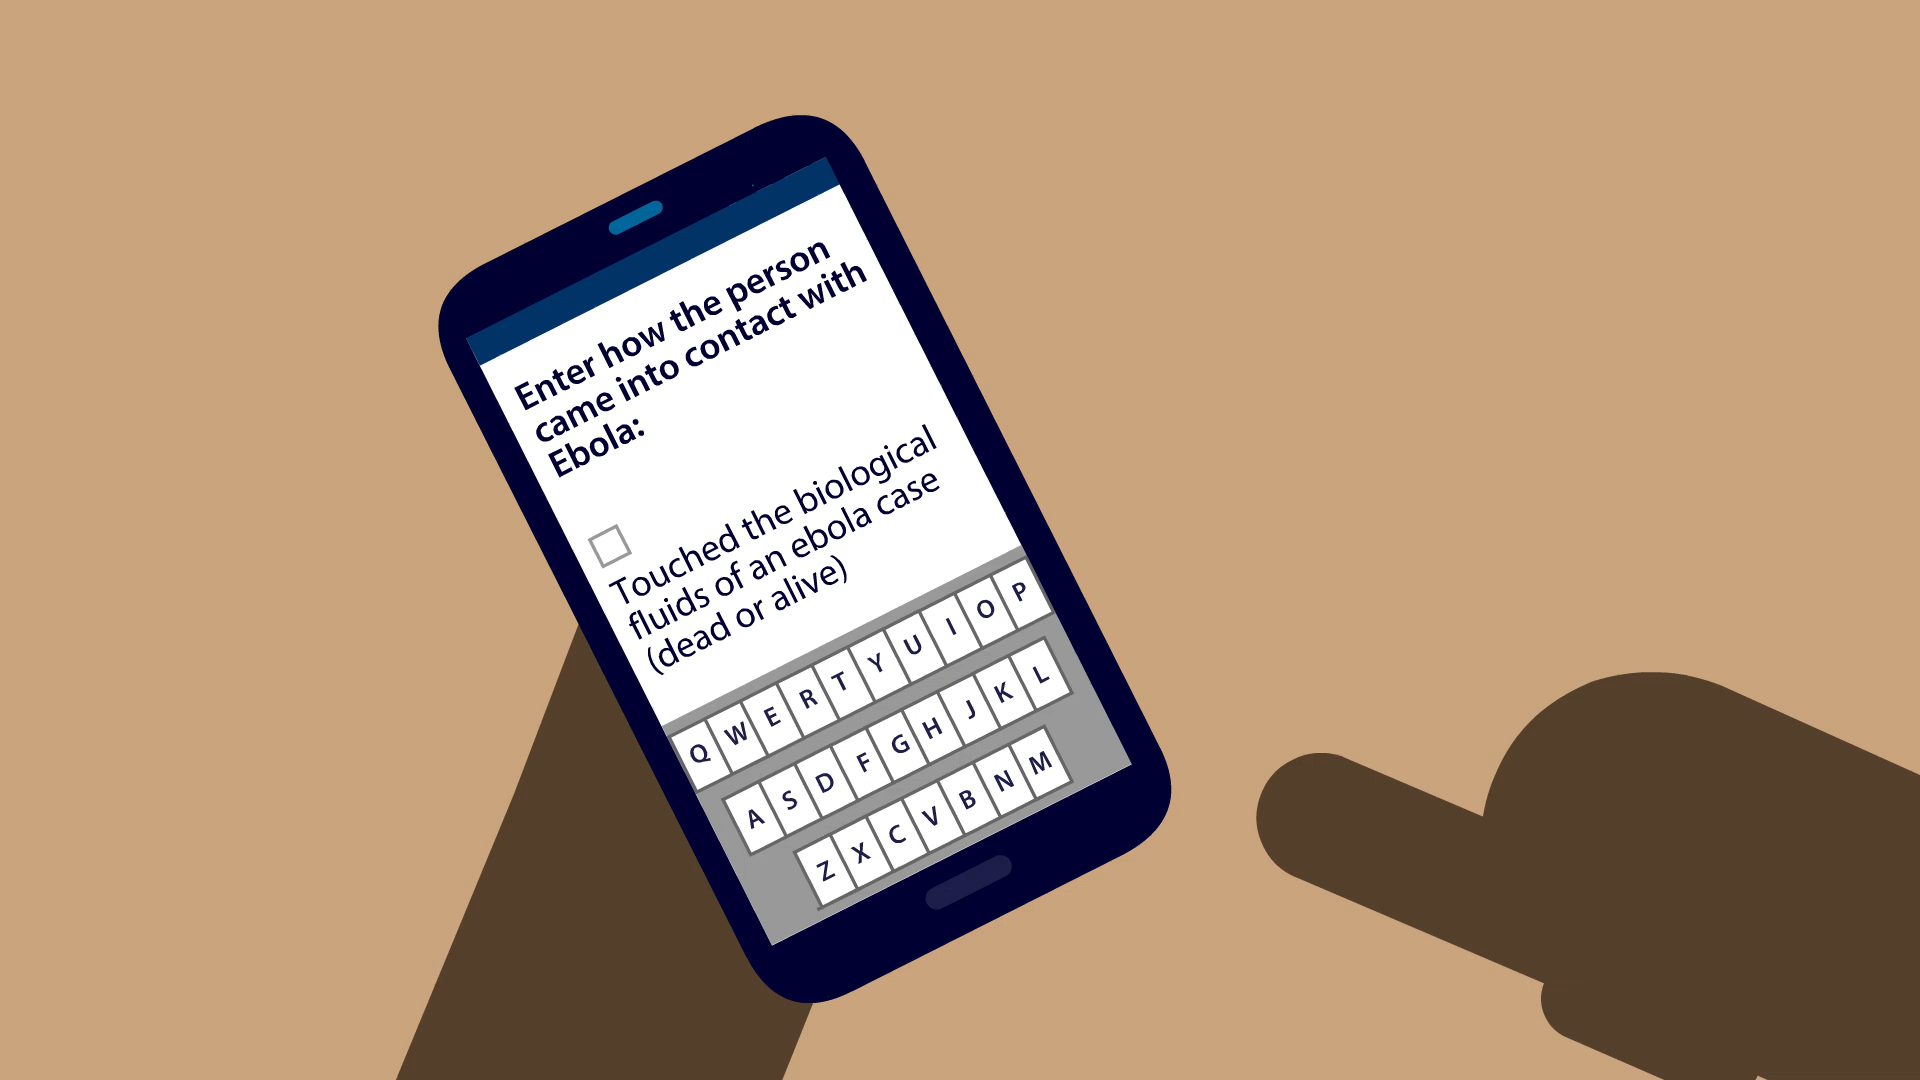 Enter how the person
came into contact with
Ebola:
Touched the biological
fluids of an ebola case
(dead or alive)
Q W E R T Y U I O P
A S D F G H J K L
Z X C V B N M